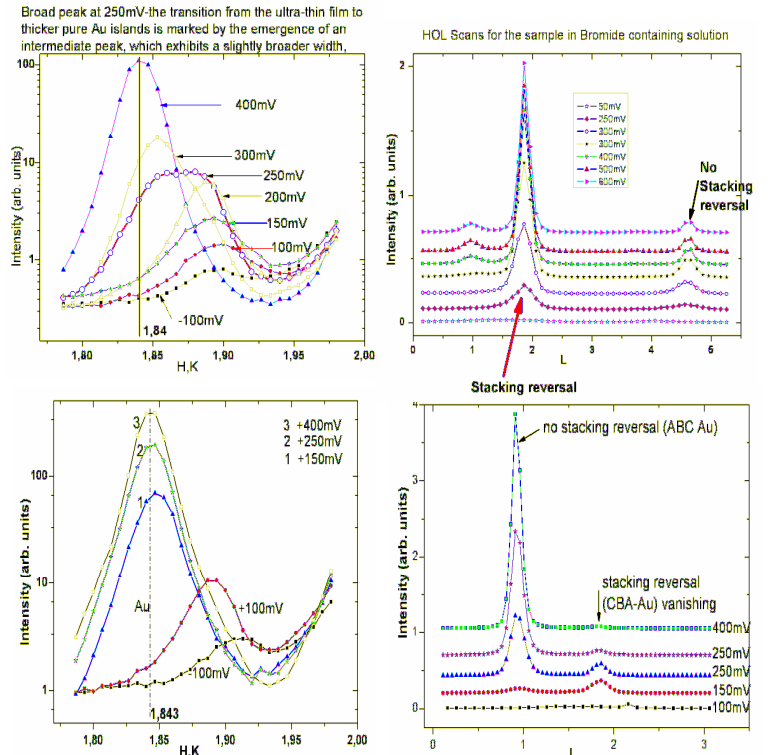 Broad peak at 250mV-the transition from the ultra-thin film to
thicker pure Au islands is marked by the emergence of an
intermediate peak, which exhibits a slightly broader width,
Intensity (arb. units)
100
10
1
400mV
300mV
250mV
200mV
150mV
100mV
-100mV
1,84
1,80
1,85
1,90
1,95
2,00
H,K
HOL Scans for the sample in Bromide containing solution
Intensity (arb. units)
2
1
0
50mV
250mV
300mV
300mV
400mV
500mV
600mV
No
Stacking
reversal
0
1
2
3
4
5
L
Stacking reversal
Intensity (arb. units)
100
10
1
3 +400mV
2 +250mV
1 +150mV
3
2
1
Au
+100mV
-100mV
1,843
1,80
1,85
1,90
1,95
2,00
H,K
Intensity (arb. units)
4
3
2
1
0
no stacking reversal (ABC Au)
stacking reversal
(CBA-Au) vanishing
400mV
250mV
250mV
150mV
100mV
0
1
2
3
L